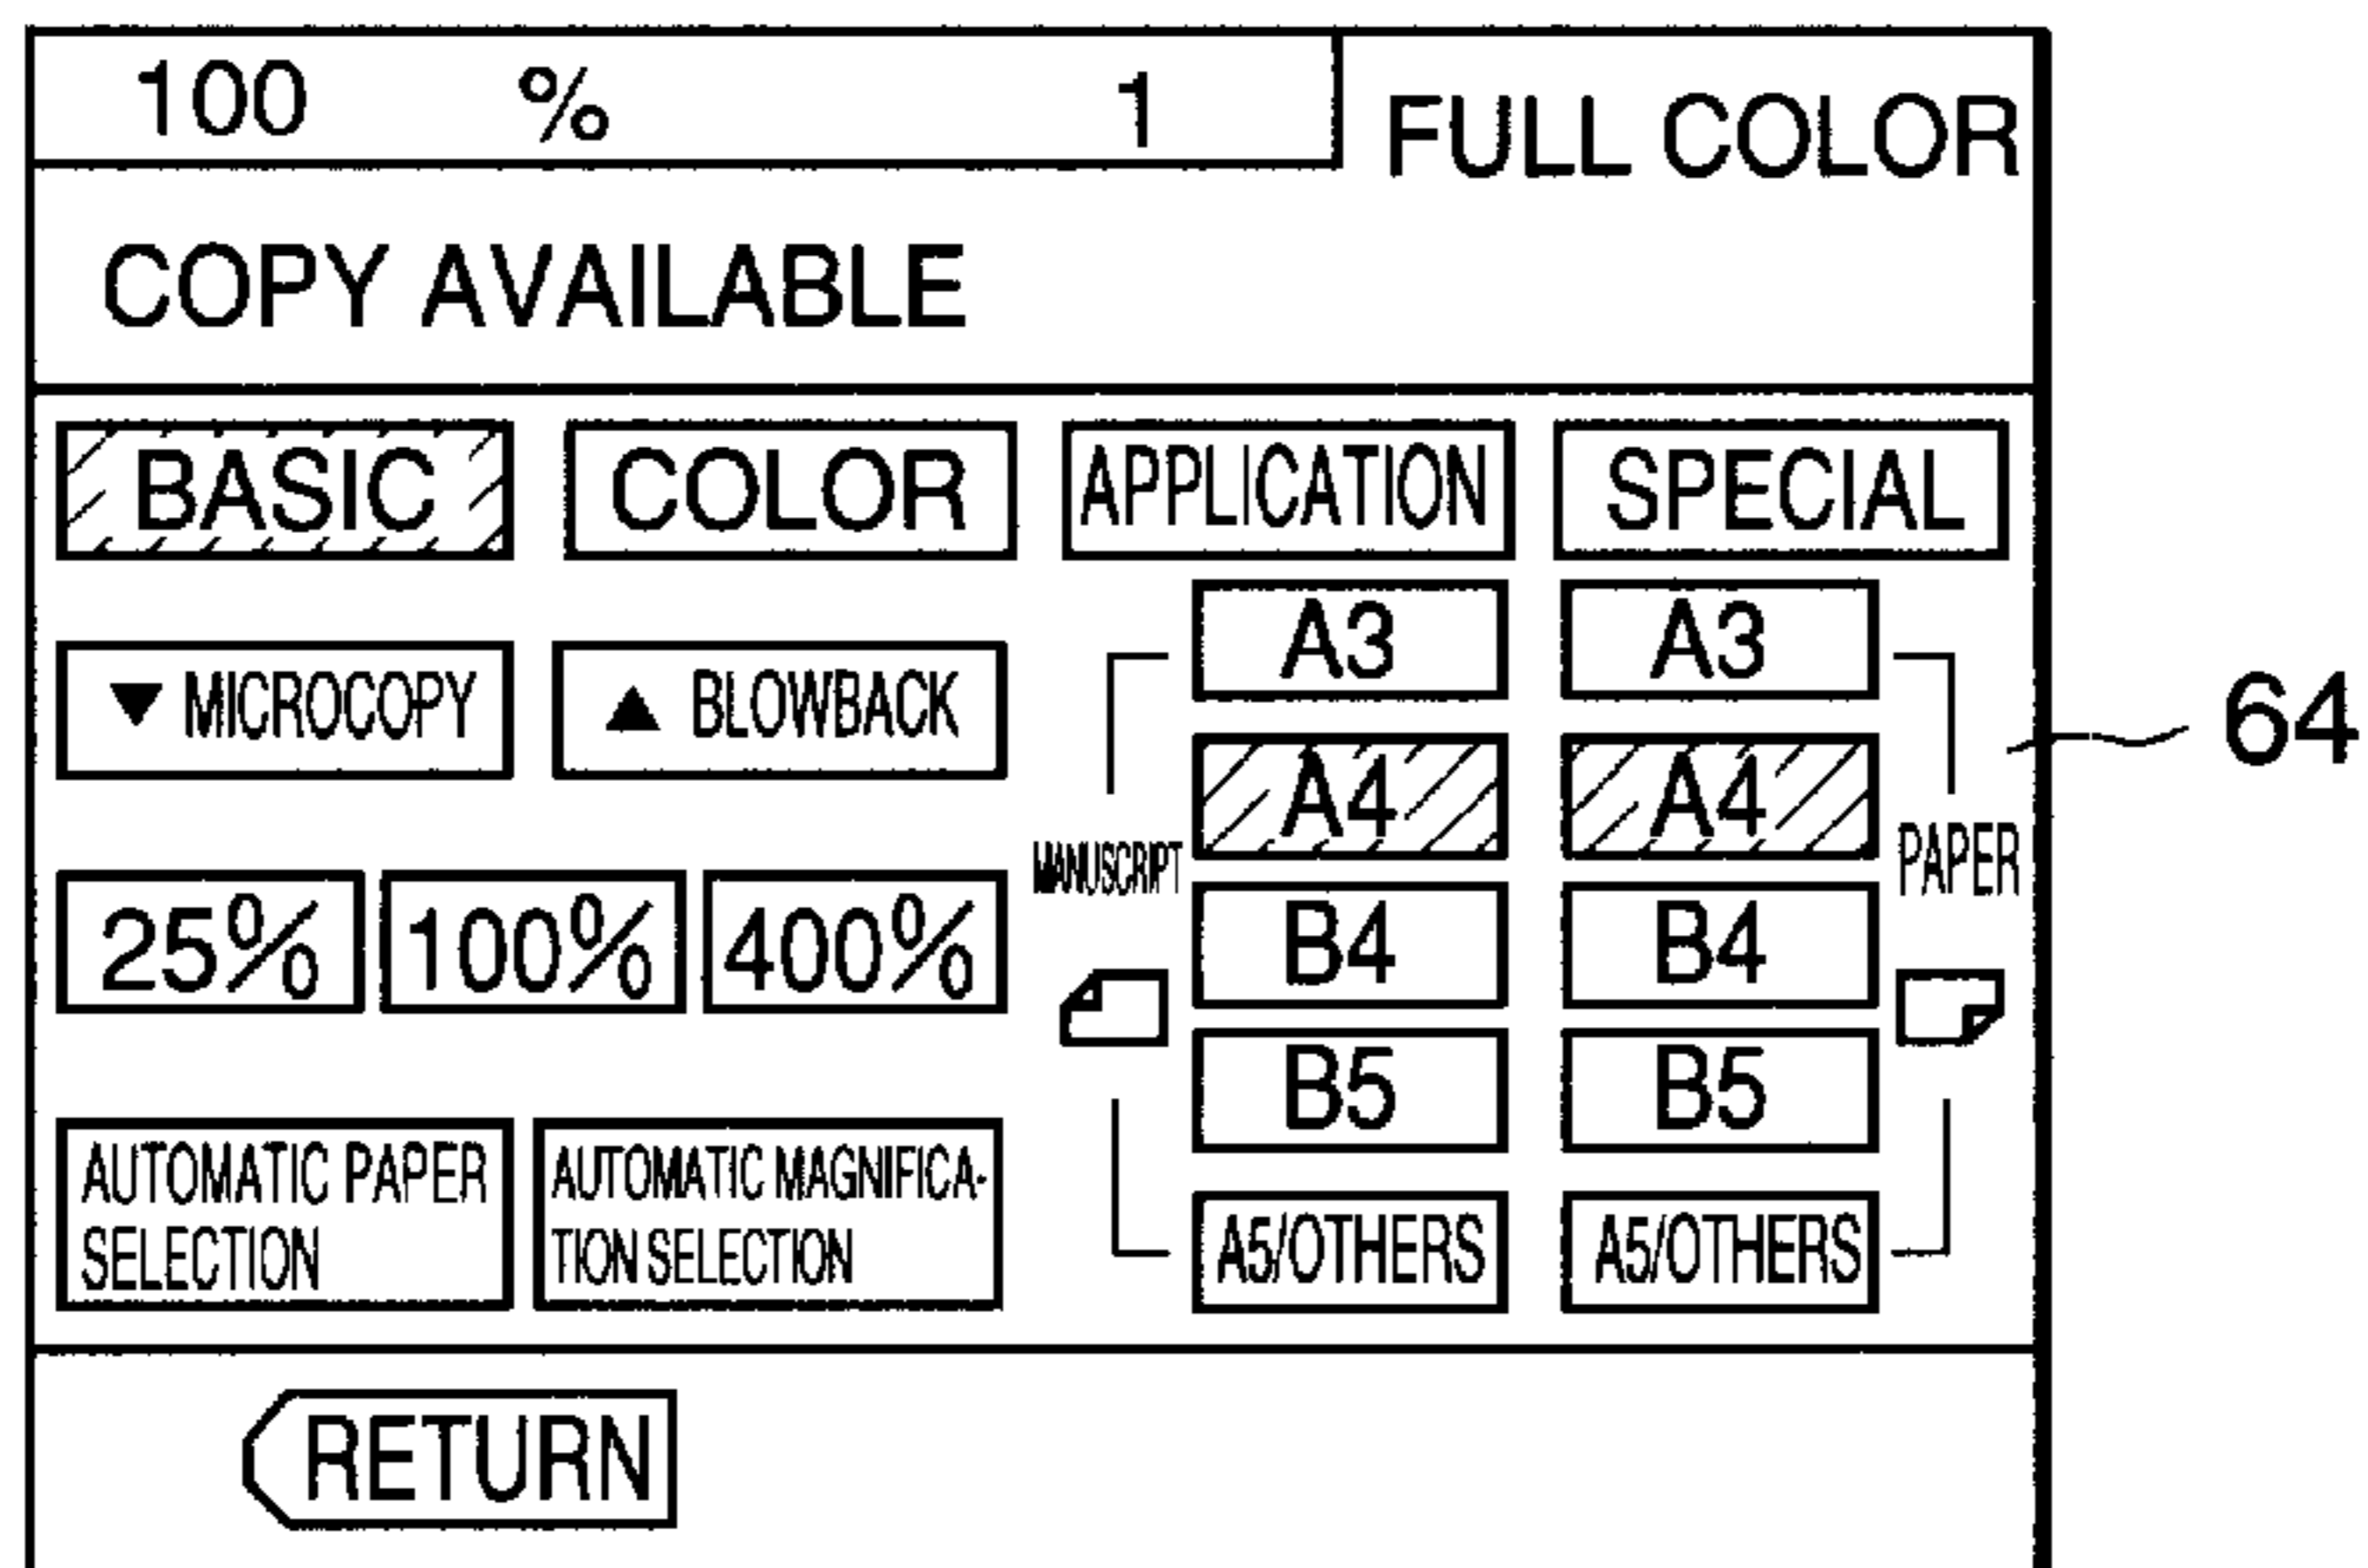 100 % 1 FULL COLOR
COPY AVAILABLE
BASIC COLOR APPLICATION SPECIAL
A3 A3
▼ MICROCOPY ▲ BLOWBACK
64
A4 A4
MANUSCRIPT PAPER
25% 100% 400%
B4 B4
B5 B5
AUTOMATIC PAPER
SELECTION
AUTOMATIC MAGNIFICA-
TION SELECTION
A5/OTHERS A5/OTHERS
RETURN